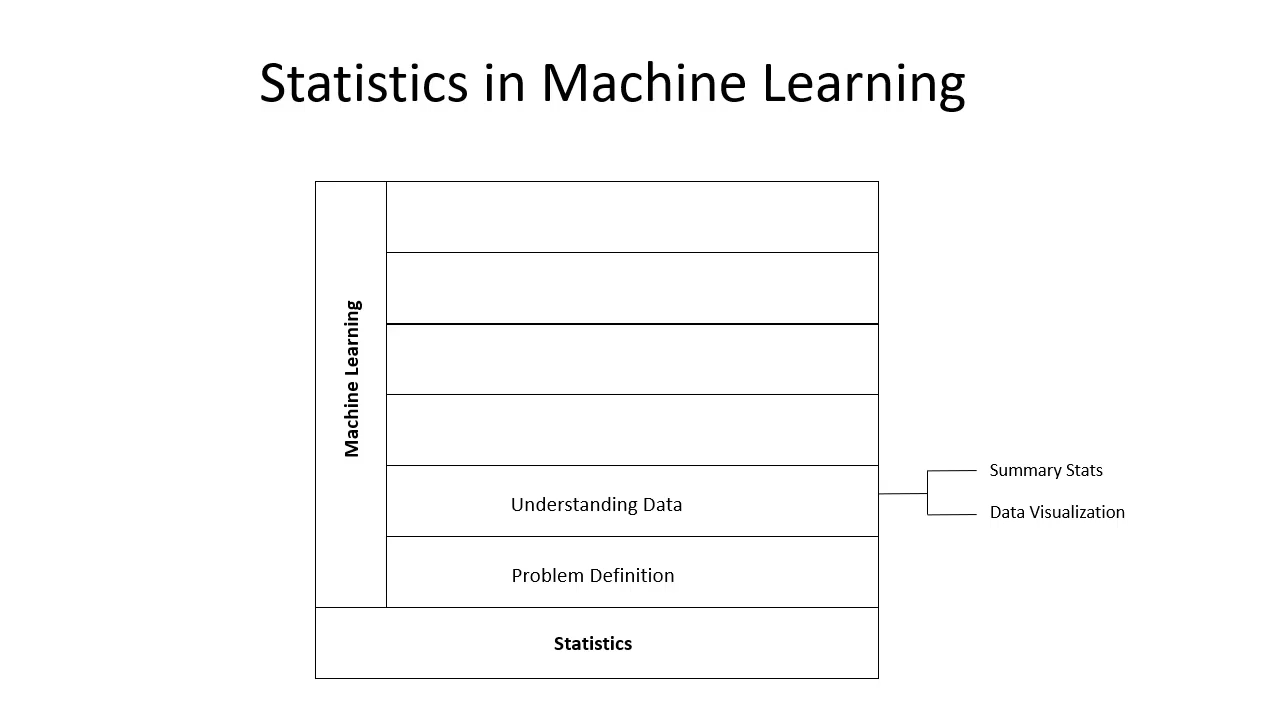 Statistics in Machine Learning
Machine Learning
Understanding Data
Summary Stats
Data Visualization
Problem Definition
Statistics